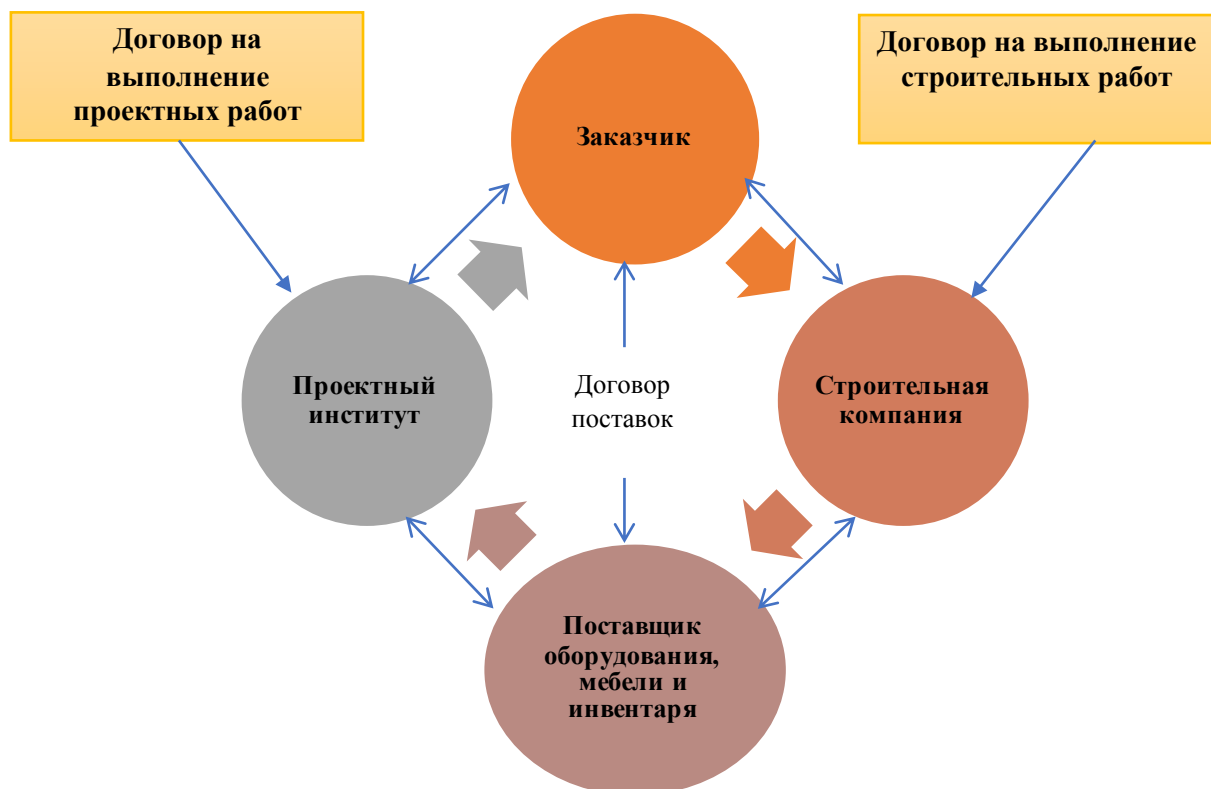 Договор на
выполнение
проектных работ
Договор на выполнение
строительных работ
Заказчик
Проектный
институт
Договор
поставок
Строительная
компания
Поставщик
оборудования,
мебели и
инвентаря